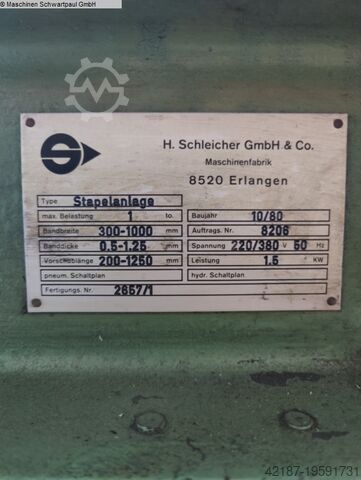 © Maschinen Schwartpaul GmbH
H. Schleicher GmbH & Co.
Maschinenfabrik
8520 Erlangen
Type Stapelanlage
max. Belastung 1 to.
Bandbreite 300-1000 mm
Banddicke 0.5-1.25 mm
Vorschublänge 200-1250 mm
pneum. Schaltplan
Fertigungs. Nr. 2657/1
Baujahr 10/80
Auftrags. Nr. 8206
Spannung 220/380 V 50 Hz
Leistung 1.5 KW
hydr. Schaltplan
42187-19591731